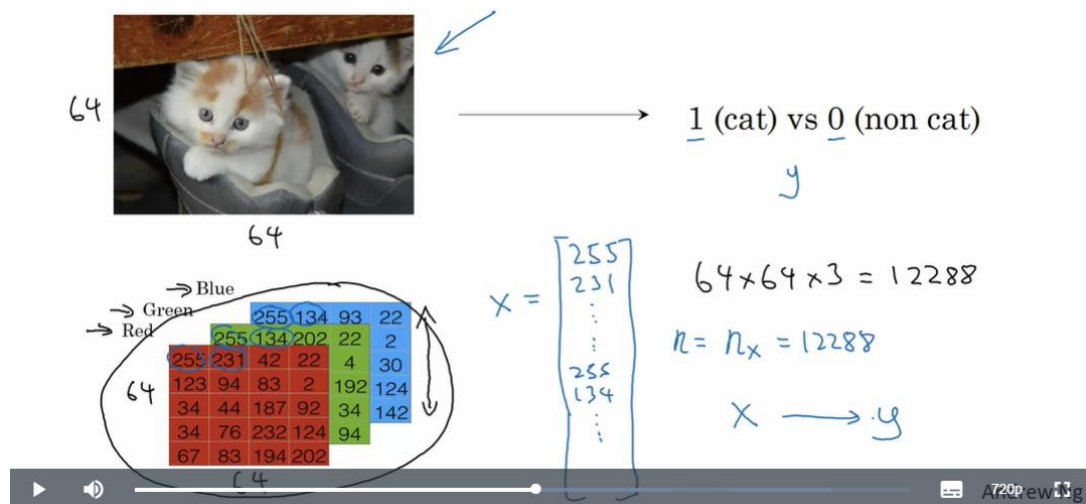 64
1 (cat) vs 0 (non cat)
y
64
Blue
Green
Red
255 134 93 22
255 134 202 22 2
255 231 42 22 4 30
123 94 83 2 192 124
34 44 187 92 34 142
34 76 232 124 94
67 83 194 202
64
64
x = 255
231
255
134
64×64×3 = 12288
n = nx = 12288
x → y
720p
Andrew Ng